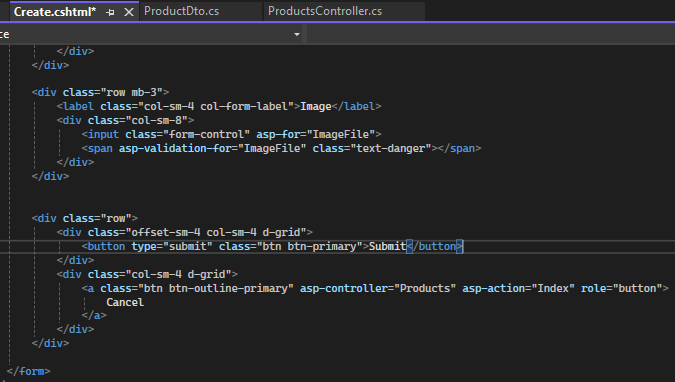 Create.cshtml*
ProductDto.cs
ProductsController.cs
ce
</div>
</div>
<div class="row mb-3">
<label class="col-sm-4 col-form-label">Image</label>
<div class="col-sm-8">
<input class="form-control" asp-for="ImageFile">
<span asp-validation-for="ImageFile" class="text-danger"></span>
</div>
</div>
<div class="row">
<div class="offset-sm-4 col-sm-4 d-grid">
<button type="submit" class="btn btn-primary">Submit</button>
</div>
<div class="col-sm-4 d-grid">
<a class="btn btn-outline-primary" asp-controller="Products" asp-action="Index" role="button">
Cancel
</a>
</div>
</div>
</form>